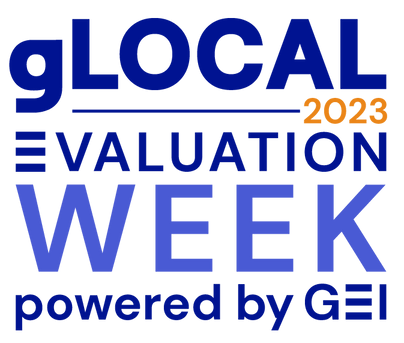 gLOCAL
2023
EVALUATION
WEEK
powered by GEI